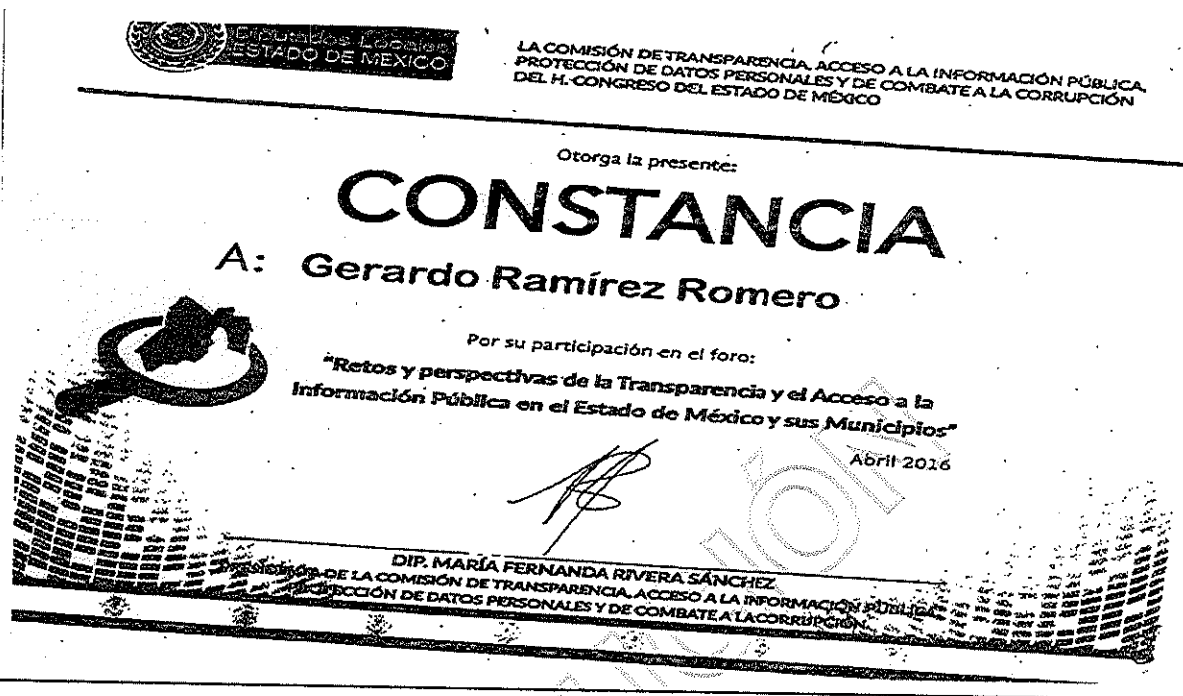 Diputados Locales
ESTADO DE MÉXICO
LA COMISIÓN DE TRANSPARENCIA, ACCESO A LA INFORMACIÓN PÚBLICA,
PROTECCIÓN DE DATOS PERSONALES Y DE COMBATE A LA CORRUPCIÓN
DEL H. CONGRESO DEL ESTADO DE MÉXICO
Otorga la presente:
CONSTANCIA
A: Gerardo Ramírez Romero
Por su participación en el foro:
"Retos y perspectivas de la Transparencia y el Acceso a la
Información Pública en el Estado de México y sus Municipios"
Abril 2016
DIP. MARÍA FERNANDA RIVERA SÁNCHEZ
DE LA COMISIÓN DE TRANSPARENCIA, ACCESO A LA INFORMACIÓN PÚBLICA,
PROTECCIÓN DE DATOS PERSONALES Y DE COMBATE A LA CORRUPCIÓN